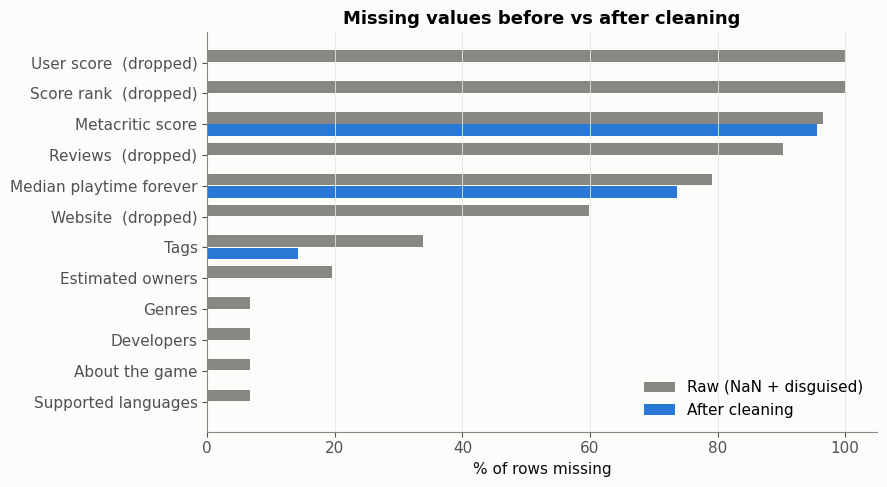 Missing values before vs after cleaning
User score  (dropped)
Score rank  (dropped)
Metacritic score
Reviews  (dropped)
Median playtime forever
Website  (dropped)
Tags
Estimated owners
Genres
Developers
About the game
Supported languages
Raw (NaN + disguised)
After cleaning
0 20 40 60 80 100
% of rows missing